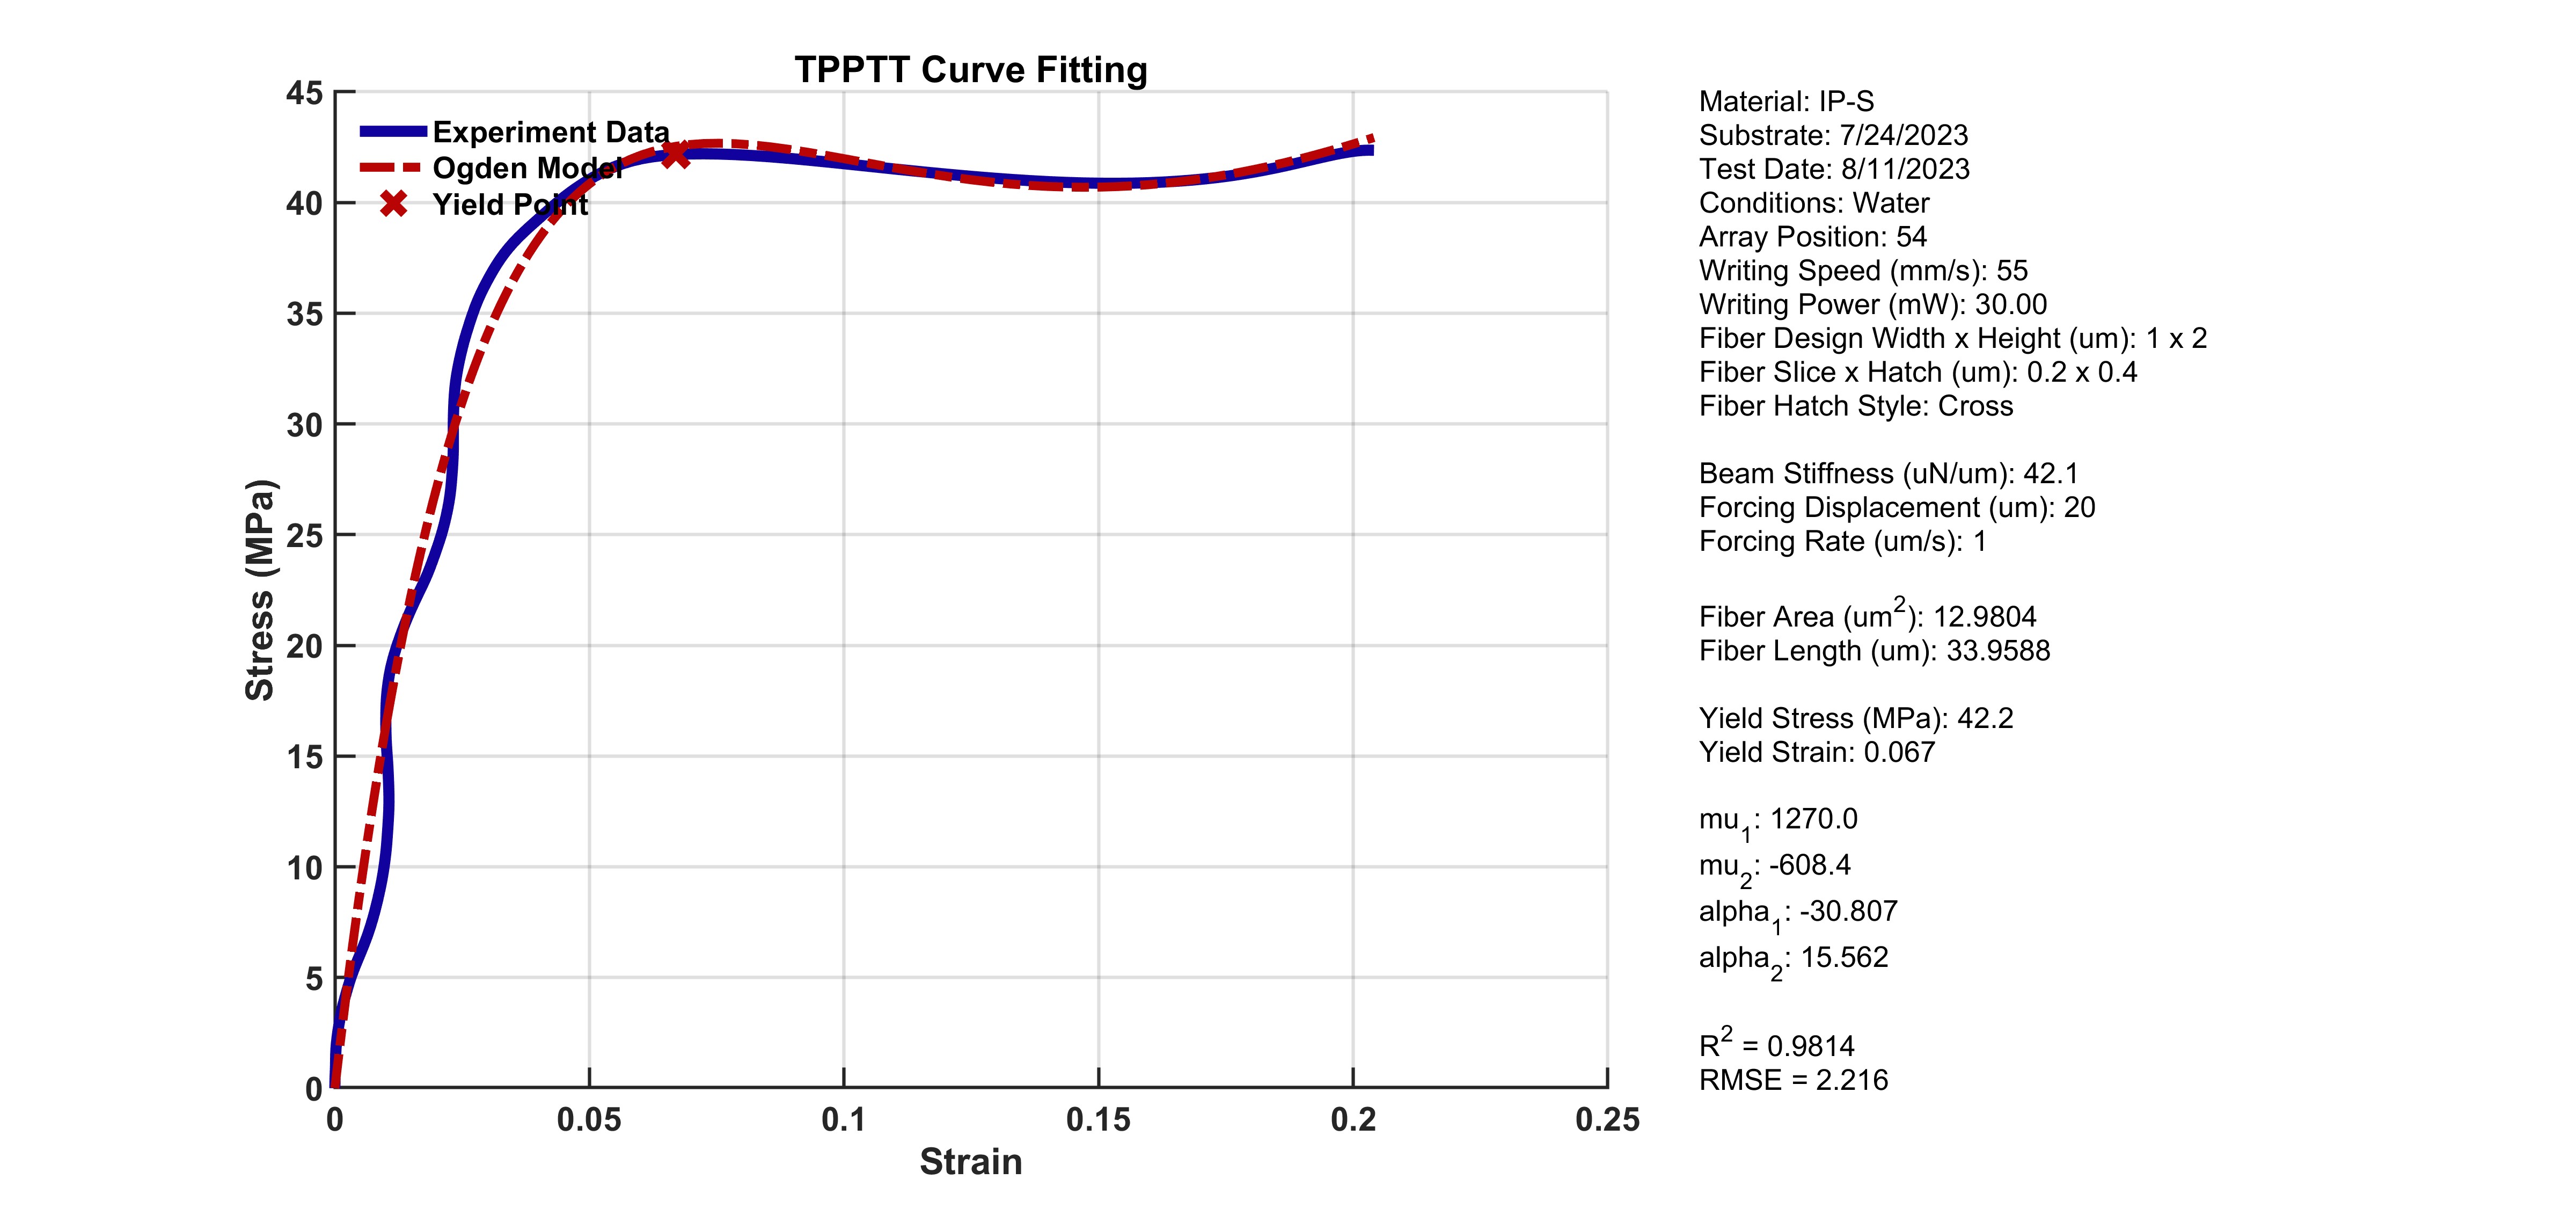 TPPTT Curve Fitting
45
40
35
30
25
20
15
10
5
0
Stress (MPa)
Experiment Data
Ogden Model
Yield Point
0 0.05 0.1 0.15 0.2 0.25
Strain
Material: IP-S
Substrate: 7/24/2023
Test Date: 8/11/2023
Conditions: Water
Array Position: 54
Writing Speed (mm/s): 55
Writing Power (mW): 30.00
Fiber Design Width x Height (um): 1 x 2
Fiber Slice x Hatch (um): 0.2 x 0.4
Fiber Hatch Style: Cross
Beam Stiffness (uN/um): 42.1
Forcing Displacement (um): 20
Forcing Rate (um/s): 1
Fiber Area (um²): 12.9804
Fiber Length (um): 33.9588
Yield Stress (MPa): 42.2
Yield Strain: 0.067
mu₁: 1270.0
mu₂: -608.4
alpha₁: -30.807
alpha₂: 15.562
R² = 0.9814
RMSE = 2.216